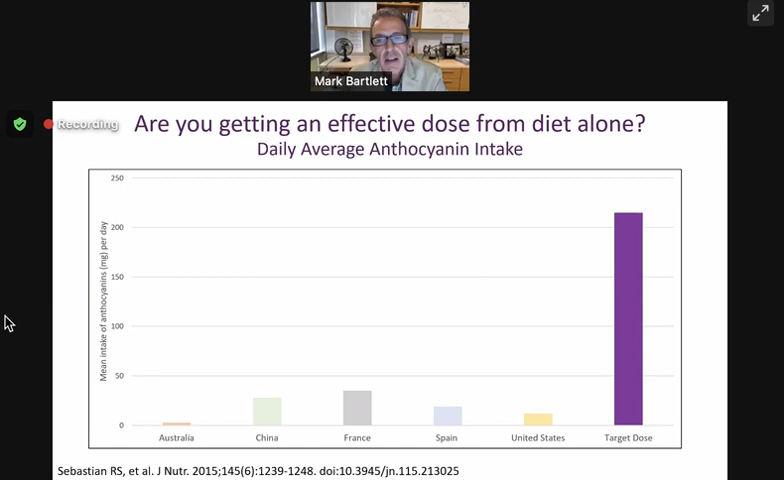 Mark Bartlett
Recording
Are you getting an effective dose from diet alone?
Daily Average Anthocyanin Intake
Mean intake of anthocyanins (mg) per day
250
200
150
100
50
0
Australia
China
France
Spain
United States
Target Dose
Sebastian RS, et al. J Nutr. 2015;145(6):1239-1248. doi:10.3945/jn.115.213025